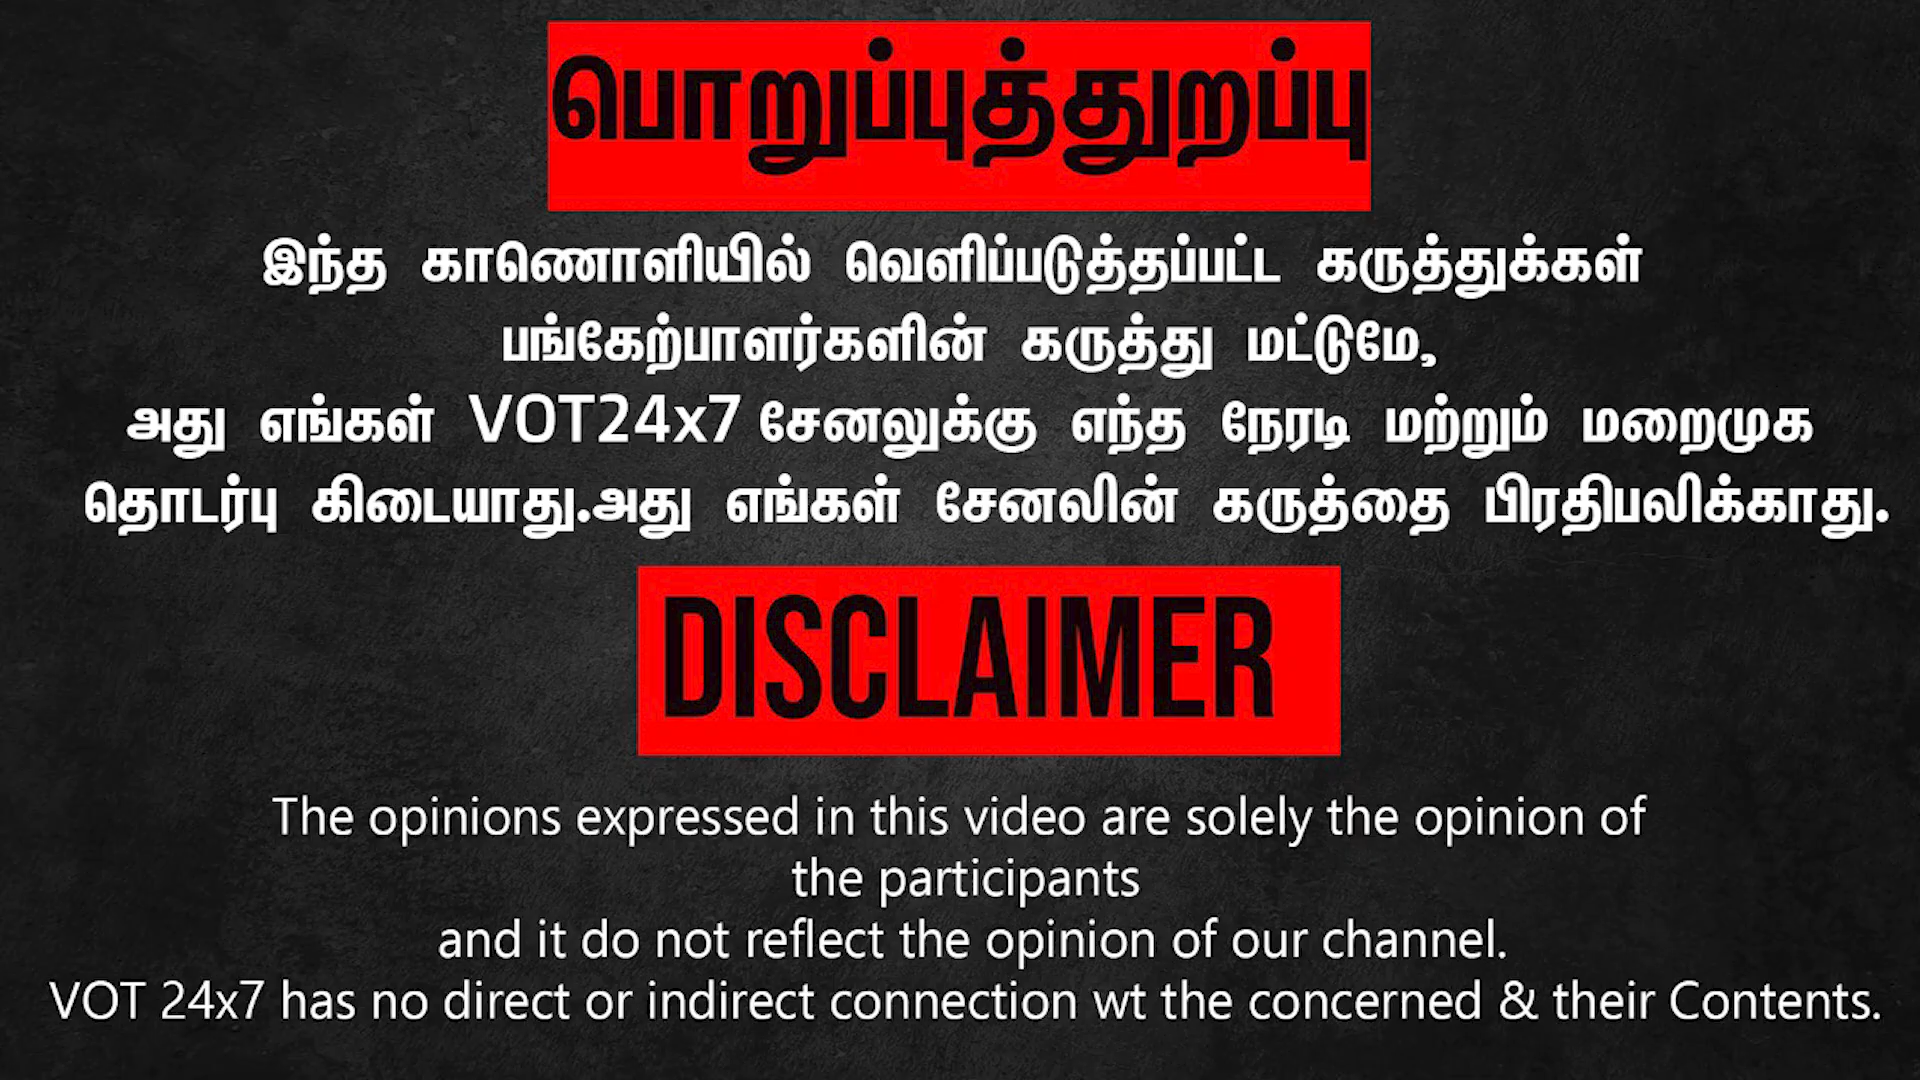 பொறுப்புத்துறப்பு
இந்த காணொளியில் வெளிப்படுத்தப்பட்ட கருத்துக்கள்
பங்கேற்பாளர்களின் கருத்து மட்டுமே,
அது எங்கள் VOT24x7 சேனலுக்கு எந்த நேரடி மற்றும் மறைமுக
தொடர்பு கிடையாது.அது எங்கள் சேனலின் கருத்தை பிரதிபலிக்காது.
DISCLAIMER
The opinions expressed in this video are solely the opinion of
the participants
and it do not reflect the opinion of our channel.
VOT 24x7 has no direct or indirect connection wt the concerned & their Contents.